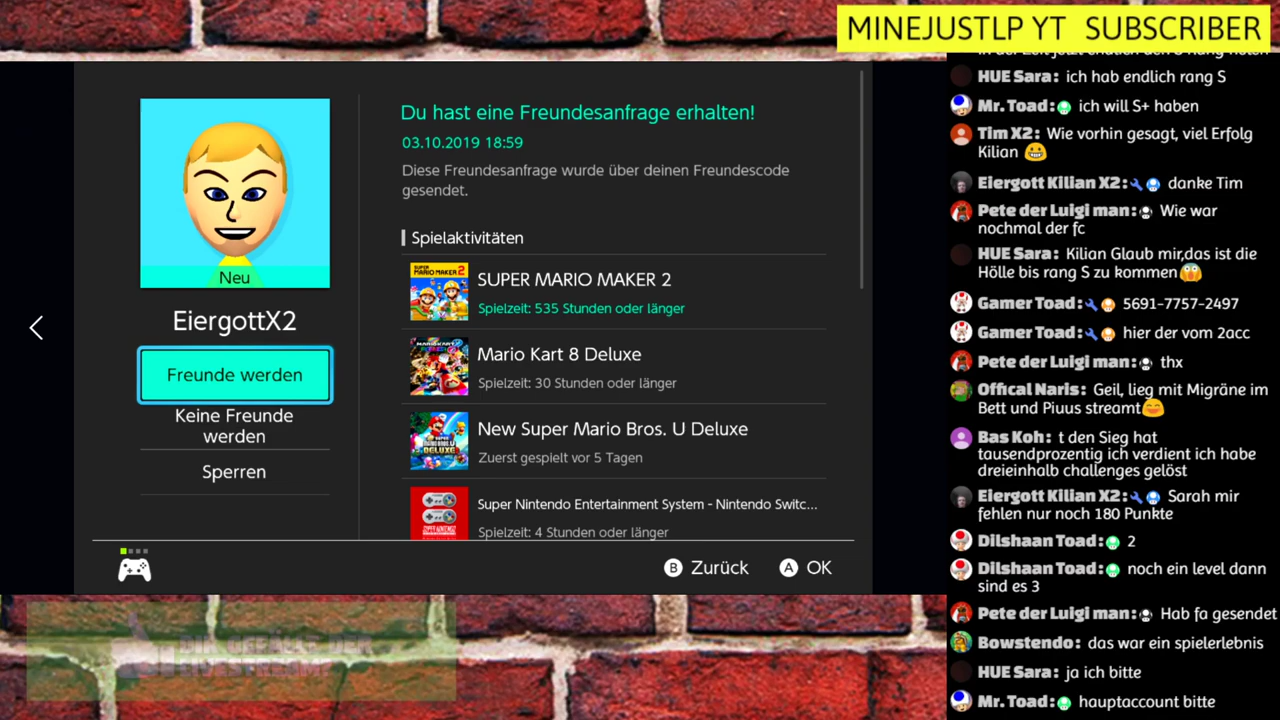 MINEJUSTLP YT SUBSCRIBER
Du hast eine Freundesanfrage erhalten!
03.10.2019 18:59
Diese Freundesanfrage wurde über deinen Freundescode
gesendet.
Neu
EiergottX2
Freunde werden
Keine Freunde
werden
Sperren
Spielaktivitäten
SUPER MARIO MAKER 2
SUPER MARIO MAKER 2
Spielzeit: 535 Stunden oder länger
Mario Kart 8 Deluxe
Spielzeit: 30 Stunden oder länger
New Super Mario Bros. U Deluxe
Zuerst gespielt vor 5 Tagen
Super Nintendo Entertainment System - Nintendo Switc...
Spielzeit: 4 Stunden oder länger
B Zurück A OK
DIR GEFÄLLT DER
LIVESTREAM?
HUE Sara: ich hab endlich rang S
Mr. Toad: ich will S+ haben
Tim X2: Wie vorhin gesagt, viel Erfolg
Kilian 😀
Eiergott Kilian X2: danke Tim
Pete der Luigi man: Wie war
nochmal der fc
HUE Sara: Kilian Glaub mir,das ist die
Hölle bis rang S zu kommen😱
Gamer Toad: 5691-7757-2497
Gamer Toad: hier der vom 2acc
Pete der Luigi man: thx
Offical Naris: Geil, lieg mit Migräne im
Bett und Piuus streamt😄
Bas Koh: t den Sieg hat
tausendprozentig ich verdient ich habe
dreieinhalb challenges gelöst
Eiergott Kilian X2: Sarah mir
fehlen nur noch 180 Punkte
Dilshaan Toad: 2
Dilshaan Toad: noch ein level dann
sind es 3
Pete der Luigi man: Hab fa gesendet
Bowstendo: das war ein spielerlebnis
HUE Sara: ja ich bitte
Mr. Toad: hauptaccount bitte